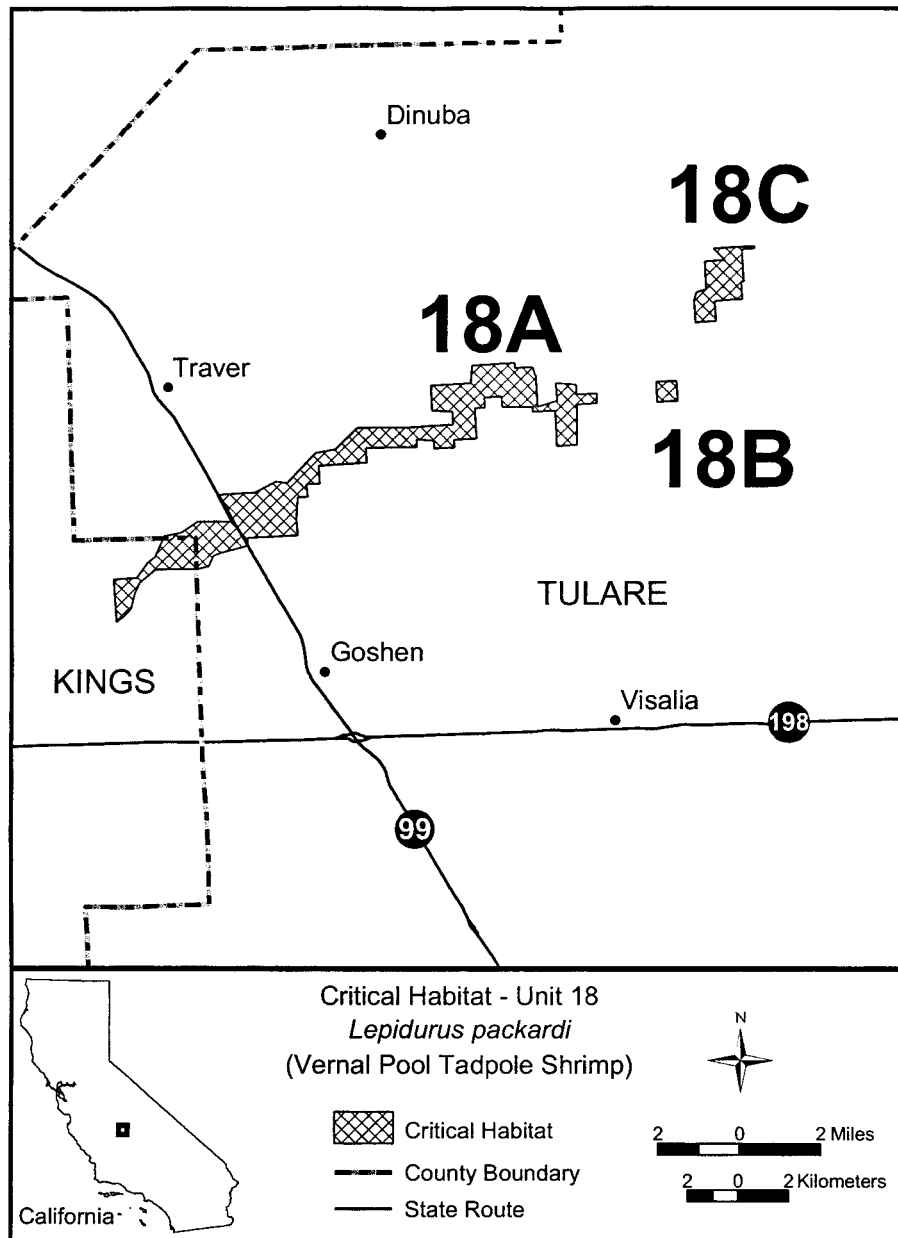 Dinuba
18C
18A
Traver
18B
TULARE
Goshen
KINGS
Visalia
198
99
Critical Habitat - Unit 18
Lepidurus packardi
(Vernal Pool Tadpole Shrimp)
N
Critical Habitat
County Boundary
State Route
2 0 2 Miles
2 0 2 Kilometers
California